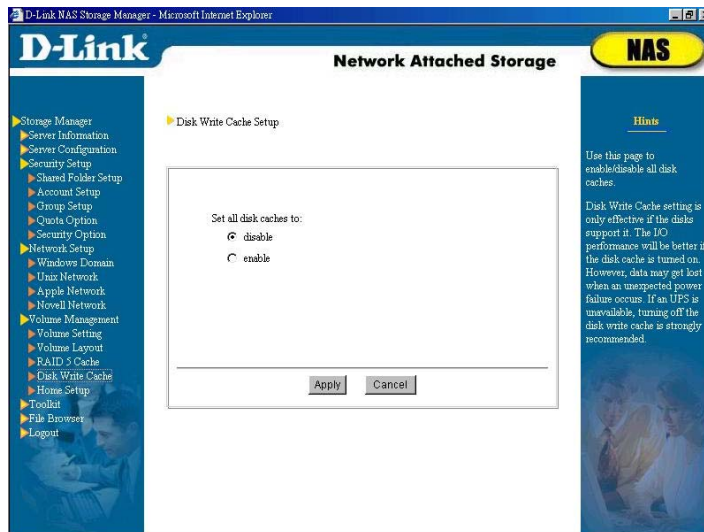 D-Link NAS Storage Manager - Microsoft Internet Explorer
D-Link
Network Attached Storage
NAS
Storage Manager
Server Information
Server Configuration
Security Setup
Shared Folder Setup
Account Setup
Group Setup
Quota Option
Security Option
Network Setup
Windows Domain
Unix Network
Apple Network
Novell Network
Volume Management
Volume Setting
Volume Layout
RAID 5 Cache
Disk Write Cache
Home Setup
Toolkit
File Browser
Logout
Disk Write Cache Setup
Set all disk caches to:
disable
enable
Apply Cancel
Hints
Use this page to
enable/disable all disk
caches.
Disk Write Cache setting is
only effective if the disks
support it. The I/O
performance will be better if
the disk cache is turned on.
However, data may get lost
when an unexpected power
failure occurs. If an UPS is
unavailable, turning off the
disk write cache is strongly
recommended.